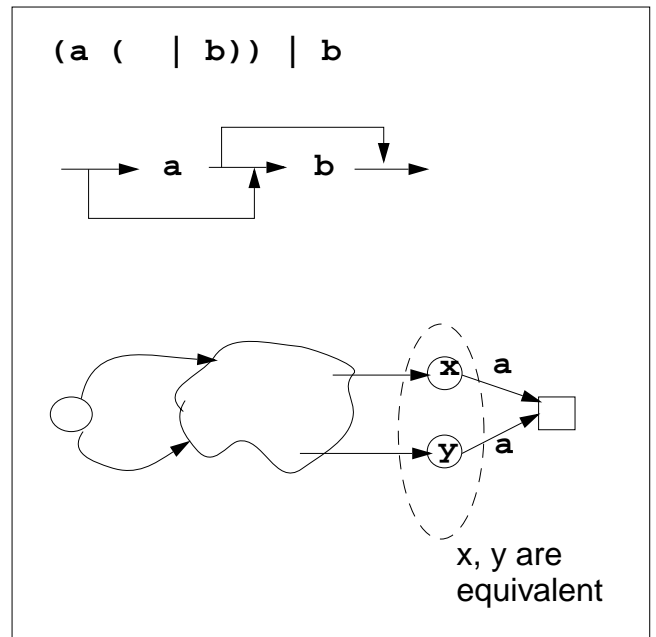 (a (   | b)) | b
a b
x a
y a
x, y are
equivalent